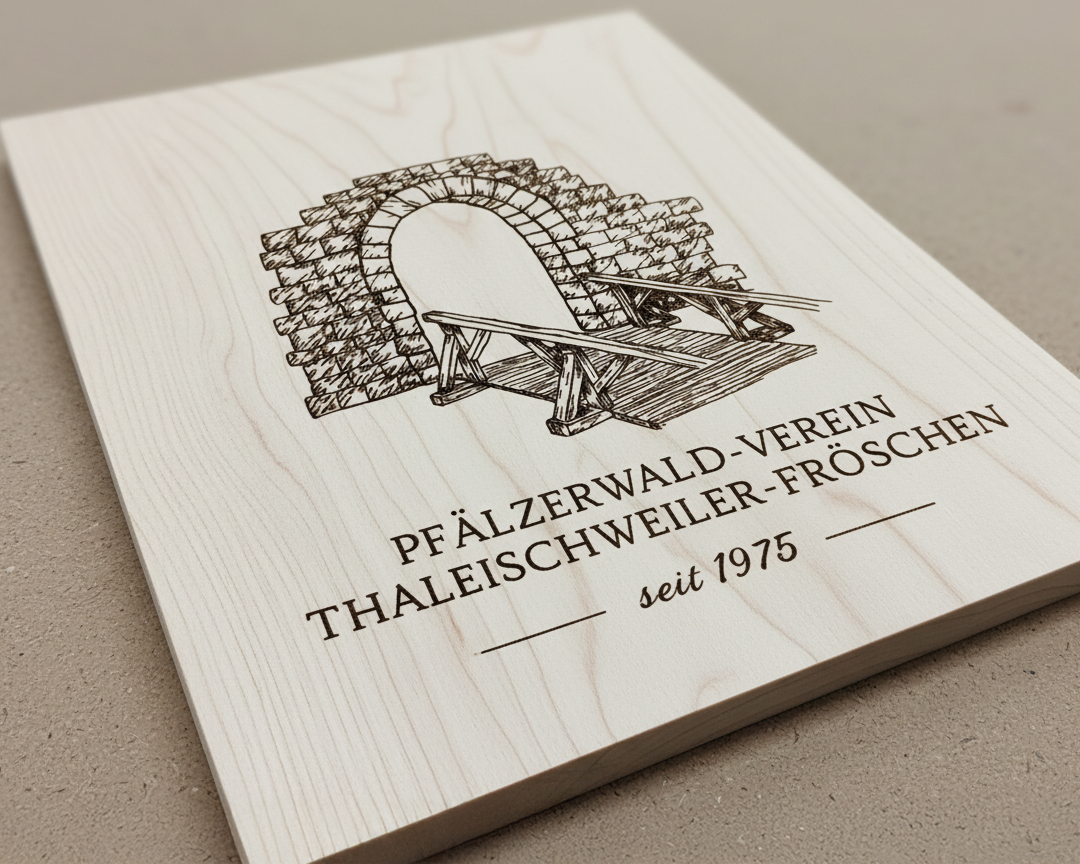 PFÄLZERWALD-VEREIN
THALEISCHWEILER-FRÖSCHEN
seit 1975